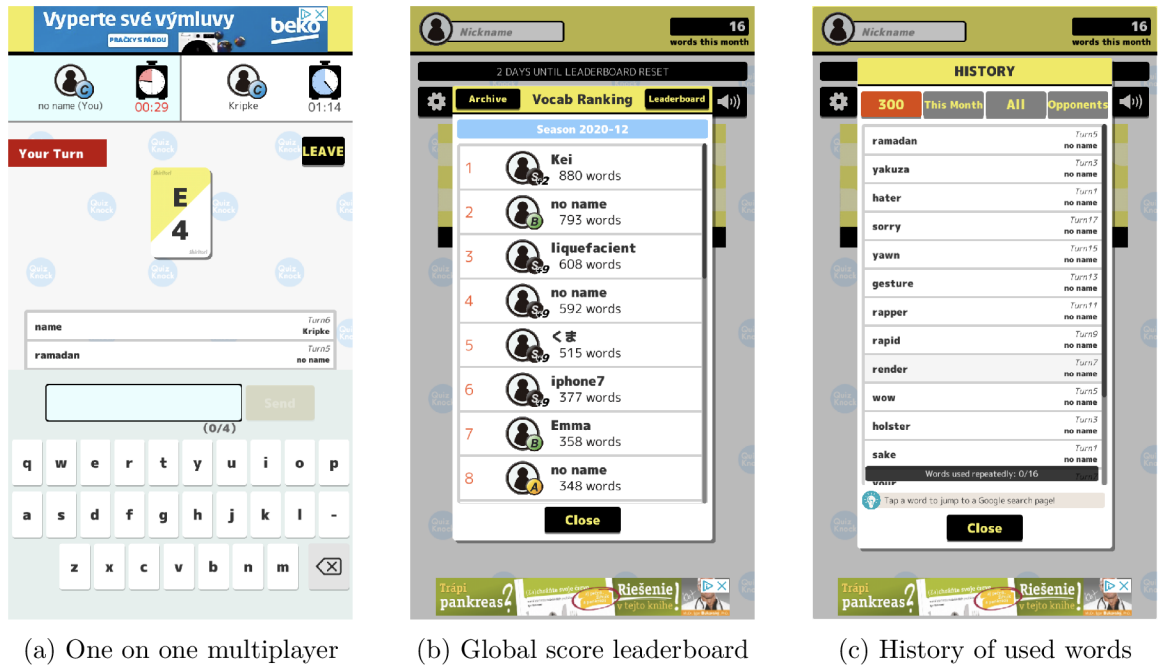 Vyperte své výmluvy
PRAČKY S PÁROU
beko
no name (You)
00:29
Kripke
01:14
Your Turn
LEAVE
E
4
Quiz
Knock
name
Turn6
Kripke
ramadan
Turn5
no name
Send
(0/4)
q w e r t y u i o p
a s d f g h j k l -
z x c v b n m
(a) One on one multiplayer
Nickname
16
words this month
2 DAYS UNTIL LEADERBOARD RESET
Archive
Vocab Ranking
Leaderboard
Season 2020-12
1 Kei
S+2
880 words
2 no name
B
793 words
3 liquefacient
S+9
608 words
4 no name
S+9
592 words
5 くま
S+9
515 words
6 iphone7
S+9
377 words
7 Emma
B
358 words
8 no name
A
348 words
Close
Trápi
pankreas?
Riešenie!
v tejto knihe!
(b) Global score leaderboard
Nickname
16
words this month
HISTORY
300 This Month All Opponents
ramadan
Turn5
no name
yakuza
Turn3
no name
hater
Turn1
no name
sorry
Turn17
no name
yawn
Turn15
no name
gesture
Turn13
no name
rapper
Turn11
no name
rapid
Turn9
no name
render
Turn7
no name
wow
Turn5
no name
holster
Turn3
no name
sake
Turn1
no name
Words used repeatedly: 0/16
Tap a word to jump to a Google search page!
Close
Trápi
pankreas?
Riešenie!
v tejto knihe!
(c) History of used words